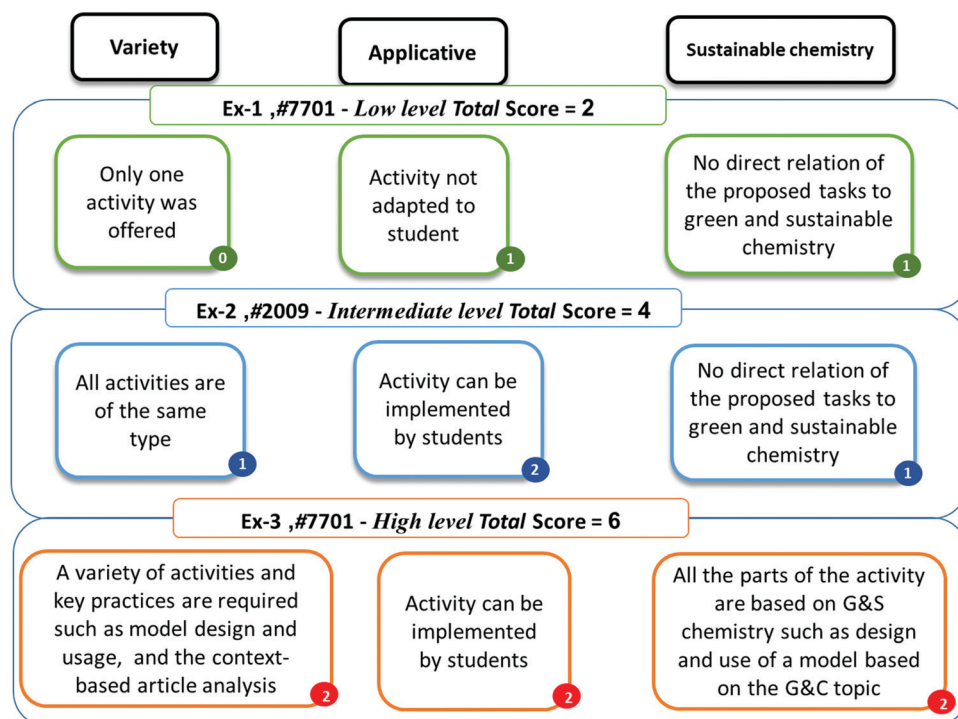 Variety
Applicative
Sustainable chemistry
Ex-1 ,#7701 - Low level Total Score = 2
Only one
activity was
offered
0
Activity not
adapted to
student
1
No direct relation of
the proposed tasks to
green and sustainable
chemistry
1
Ex-2 ,#2009 - Intermediate level Total Score = 4
All activities are
of the same
type
1
Activity can be
implemented
by students
2
No direct relation of
the proposed tasks to
green and sustainable
chemistry
1
Ex-3 ,#7701 - High level Total Score = 6
A variety of activities and
key practices are required
such as model design and
usage, and the context-
based article analysis
2
Activity can be
implemented
by students
2
All the parts of the activity
are based on G&S
chemistry such as design
and use of a model based
on the G&C topic
2